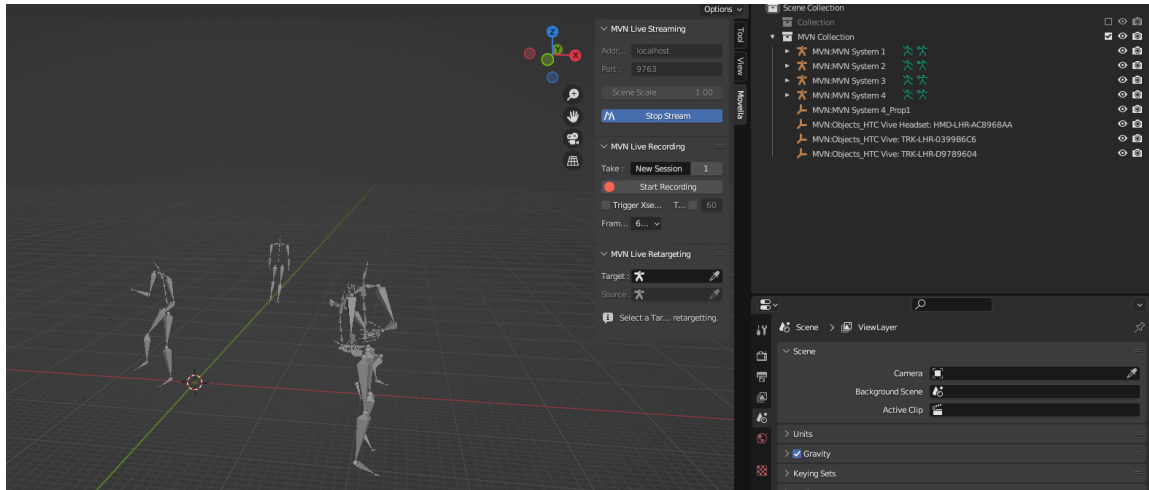 Options
MVN Live Streaming
Addr... localhost
Port : 9763
Scene Scale 1.00
Stop Stream
MVN Live Recording
Take : New Session 1
Start Recording
Trigger Xse... T... 60
Fram... 6...
MVN Live Retargeting
Target :
Source :
Select a Tar... retargetting.
Tool
View
Movella
Z
Y
X
Scene Collection
Collection
MVN Collection
MVN:MVN System 1
MVN:MVN System 2
MVN:MVN System 3
MVN:MVN System 4
MVN:MVN System 4_Prop1
MVN:Objects_HTC Vive Headset: HMD-LHR-AC8968AA
MVN:Objects_HTC Vive: TRK-LHR-039986C6
MVN:Objects_HTC Vive: TRK-LHR-D9789604
Scene > ViewLayer
Scene
Camera
Background Scene
Active Clip
Units
Gravity
Keying Sets